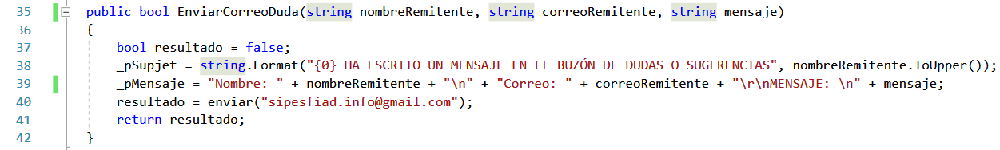 35 public bool EnviarCorreoDuda(string nombreRemitente, string correoRemitente, string mensaje)
36 {
37 bool resultado = false;
38 _pSupjet = string.Format("{0} HA ESCRITO UN MENSAJE EN EL BUZÓN DE DUDAS O SUGERENCIAS", nombreRemitente.ToUpper());
39 _pMensaje = "Nombre: " + nombreRemitente + "\n" + "Correo: " + correoRemitente + "\r\nMENSAJE: \n" + mensaje;
40 resultado = enviar("sipesfiad.info@gmail.com");
41 return resultado;
42 }